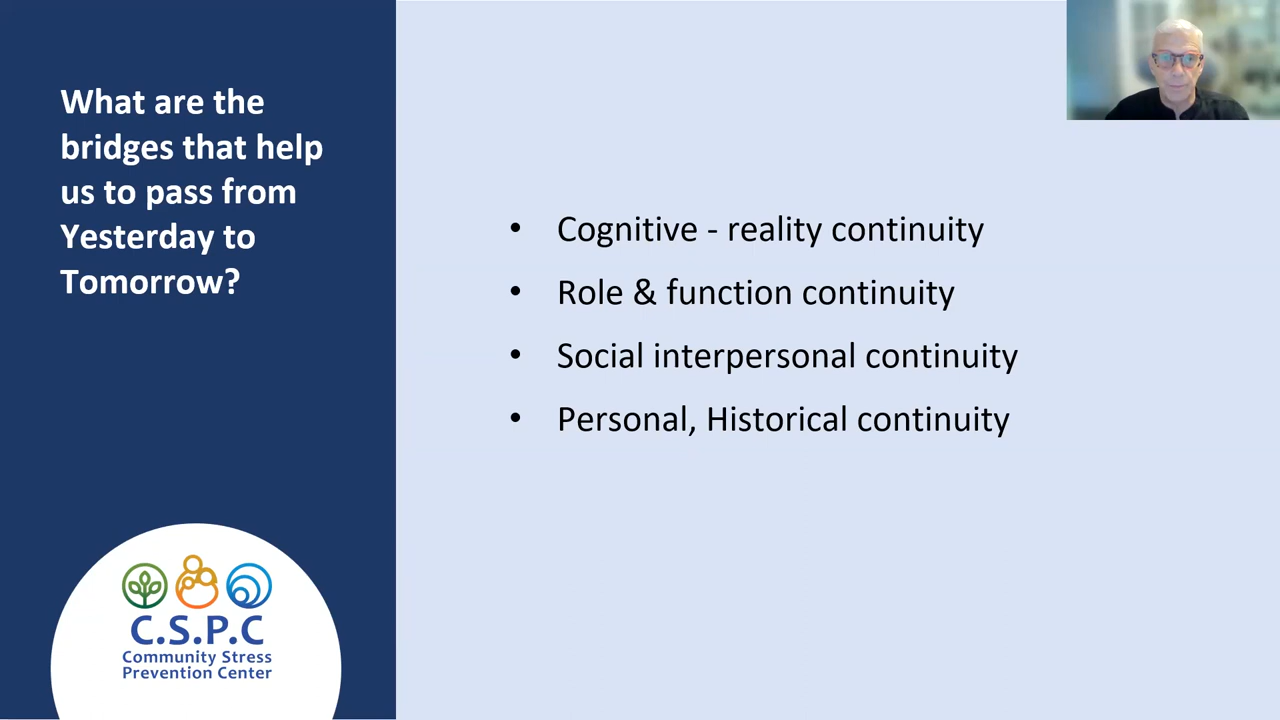 What are the
bridges that help
us to pass from
Yesterday to
Tomorrow?
• Cognitive - reality continuity
• Role & function continuity
• Social interpersonal continuity
• Personal, Historical continuity
C.S.P.C
Community Stress
Prevention Center